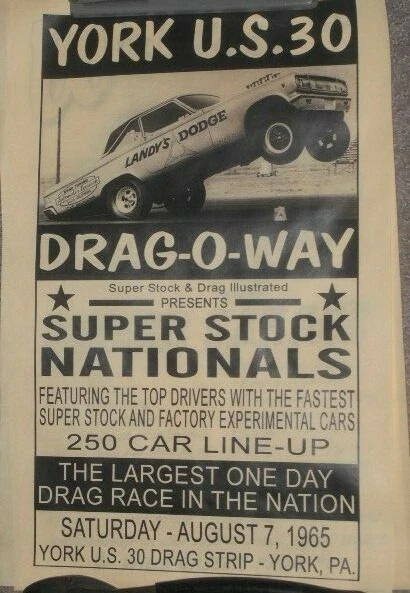 YORK U.S.30
LANDY'S DODGE
DRAG-O-WAY
Super Stock & Drag Illustrated
PRESENTS
SUPER STOCK
NATIONALS
FEATURING THE TOP DRIVERS WITH THE FASTEST
SUPER STOCK AND FACTORY EXPERIMENTAL CARS
250 CAR LINE-UP
THE LARGEST ONE DAY
DRAG RACE IN THE NATION
SATURDAY - AUGUST 7, 1965
YORK U.S. 30 DRAG STRIP - YORK, PA.